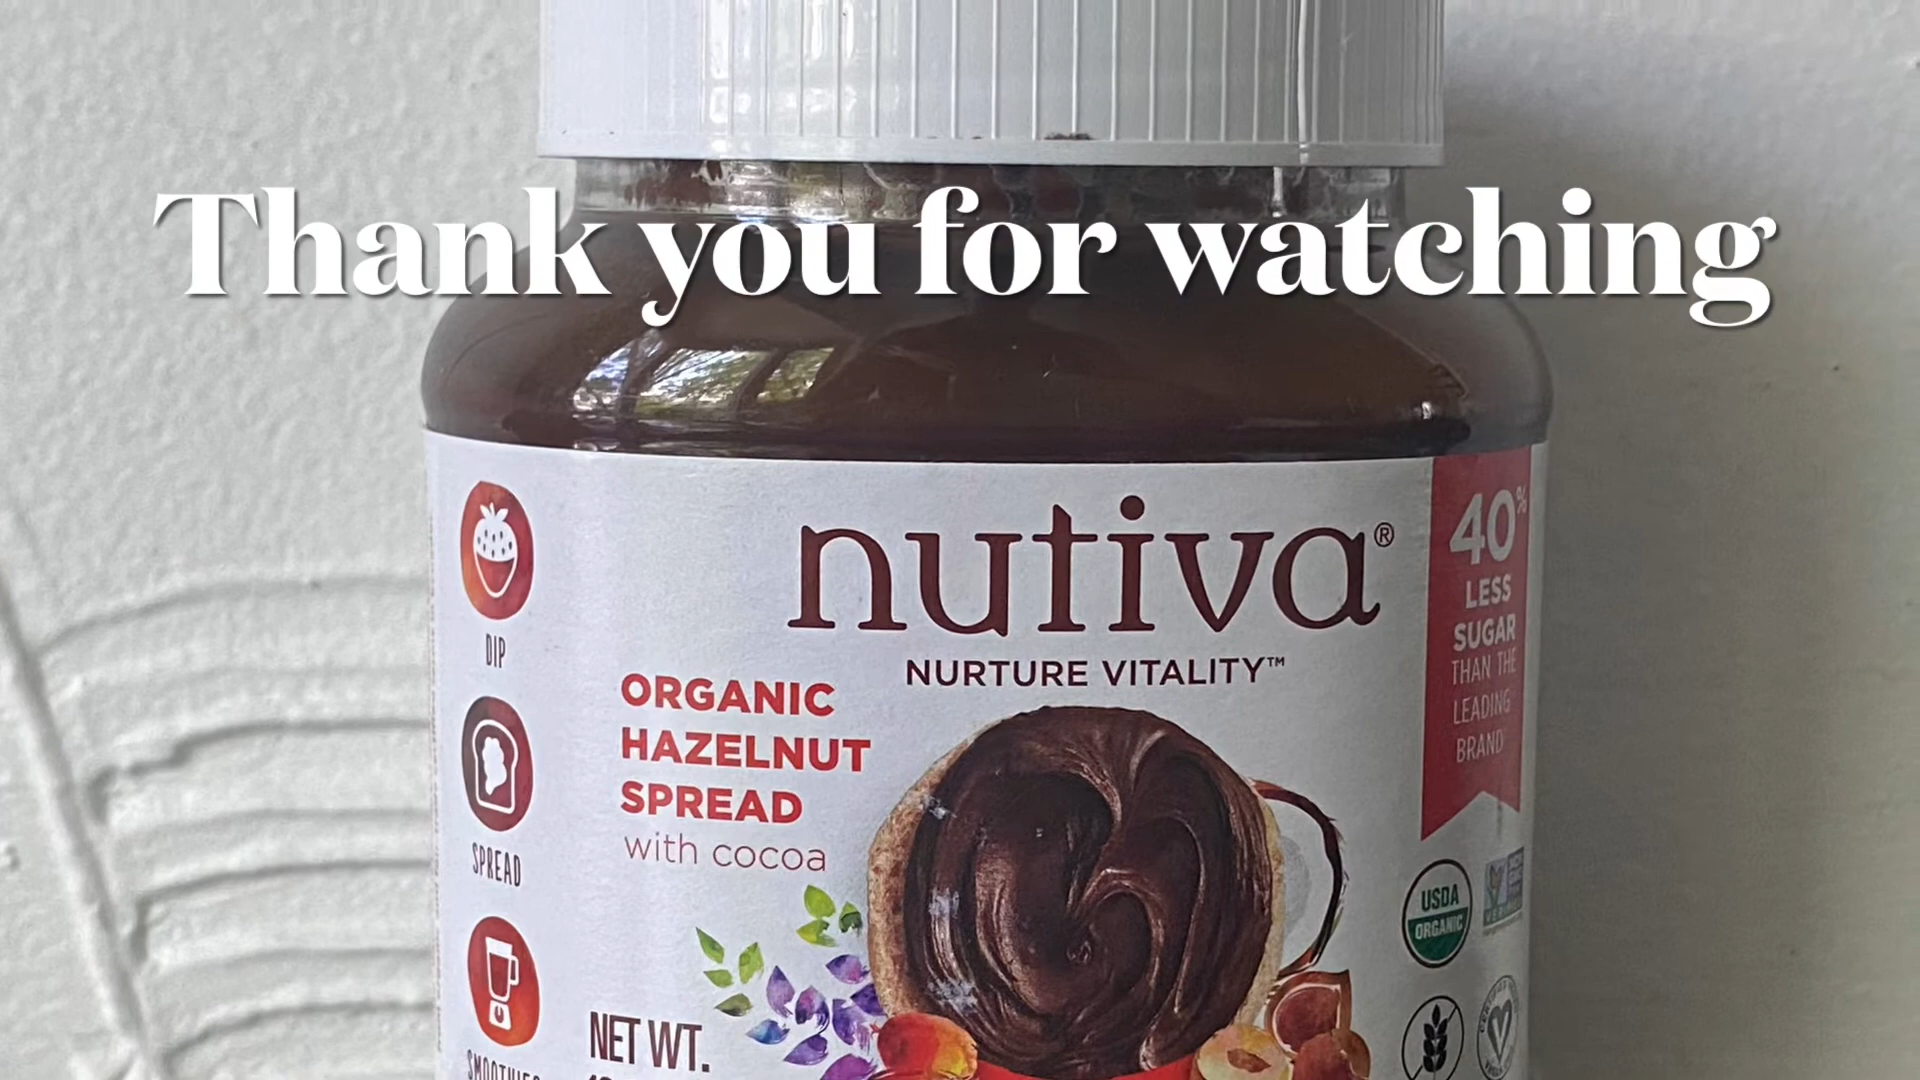 Thank you for watching
nutiva®
NURTURE VITALITY™
ORGANIC
HAZELNUT
SPREAD
with cocoa
40%
LESS
SUGAR
THAN THE
LEADING
BRAND
DIP
SPREAD
SMOOTHIES
USDA
ORGANIC
NET WT.